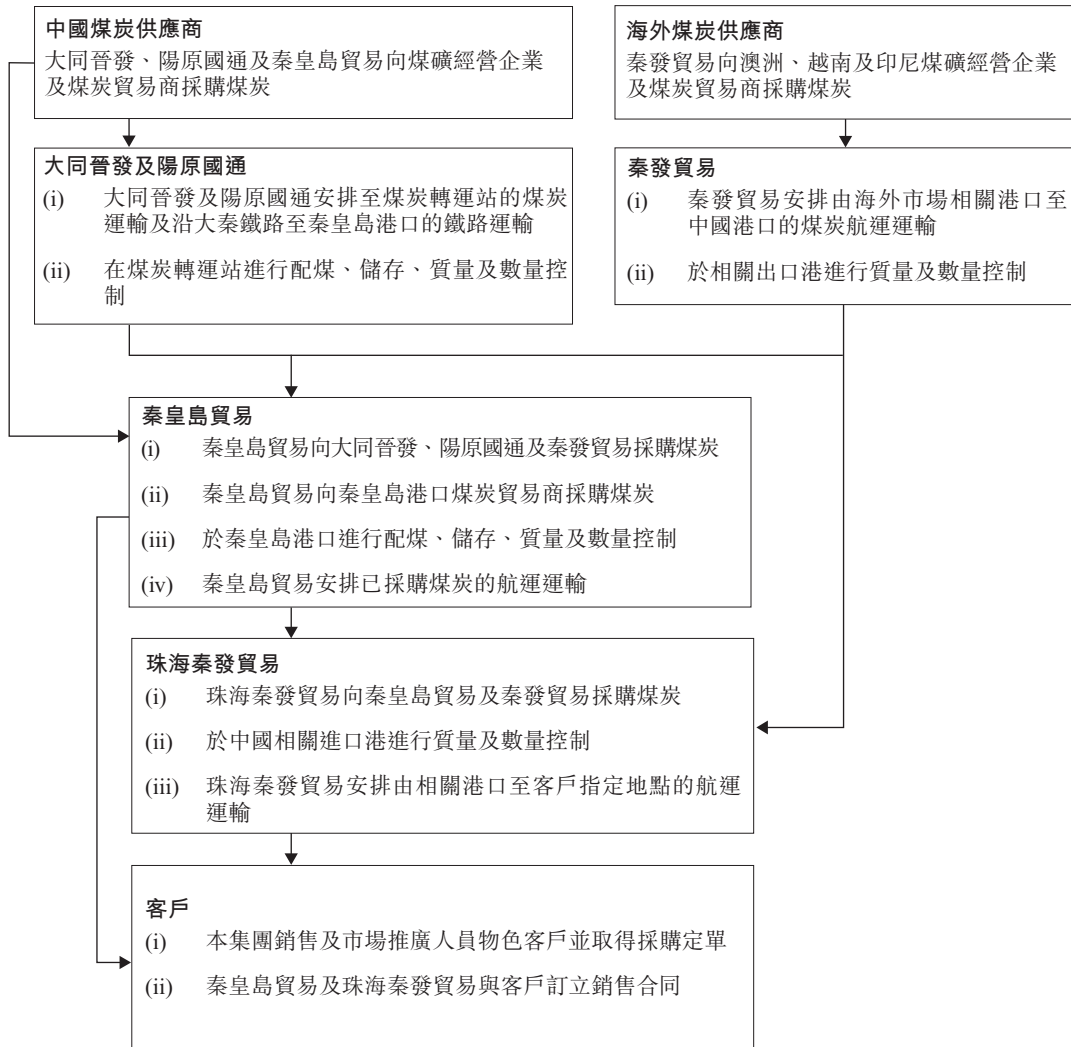 中國煤炭供應商
大同晉發、陽原國通及秦皇島貿易向煤礦經營企業
及煤炭貿易商採購煤炭
海外煤炭供應商
秦發貿易向澳洲、越南及印尼煤礦經營企業
及煤炭貿易商採購煤炭
大同晉發及陽原國通
(i) 大同晉發及陽原國通安排至煤炭轉運站的煤炭
運輸及沿大秦鐵路至秦皇島港口的鐵路運輸
(ii) 在煤炭轉運站進行配煤、儲存、質量及數量控
制
秦發貿易
(i) 秦發貿易安排由海外市場相關港口至
中國港口的煤炭航運運輸
(ii) 於相關出口港進行質量及數量控制
秦皇島貿易
(i) 秦皇島貿易向大同晉發、陽原國通及秦發貿易採購煤炭
(ii) 秦皇島貿易向秦皇島港口煤炭貿易商採購煤炭
(iii) 於秦皇島港口進行配煤、儲存、質量及數量控制
(iv) 秦皇島貿易安排已採購煤炭的航運運輸
珠海秦發貿易
(i) 珠海秦發貿易向秦皇島貿易及秦發貿易採購煤炭
(ii) 於中國相關進口港進行質量及數量控制
(iii) 珠海秦發貿易安排由相關港口至客戶指定地點的航運
運輸
客戶
(i) 本集團銷售及市場推廣人員物色客戶並取得採購定單
(ii) 秦皇島貿易及珠海秦發貿易與客戶訂立銷售合同